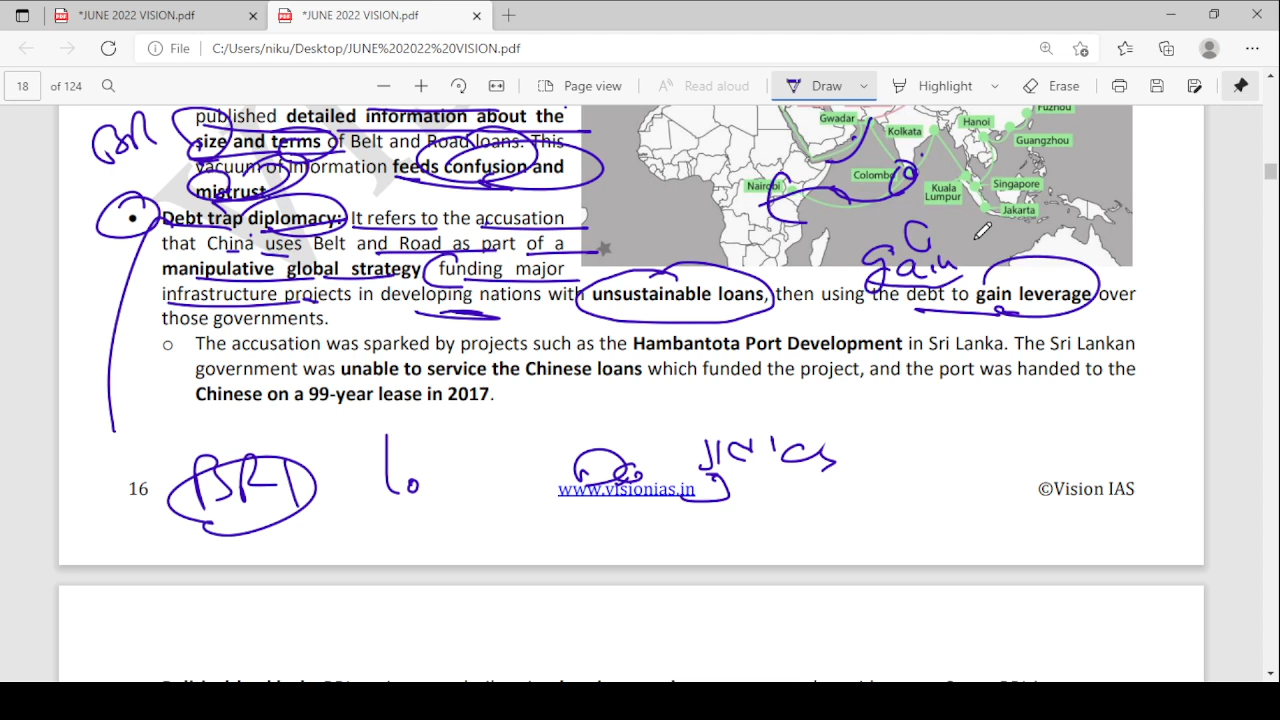 *JUNE 2022 VISION.pdf
*JUNE 2022 VISION.pdf
File C:/Users/niku/Desktop/JUNE%202022%20VISION.pdf
18 of 124 Page view Read aloud Draw Highlight Erase
published detailed information about the
size and terms of Belt and Road loans. This
vacuum of information feeds confusion and
mistrust.
Gwadar
Kolkata
Hanoi
Fuzhou
Guangzhou
Colombo
Nairobi
Kuala
Lumpur
Singapore
Jakarta
BRI
• Debt trap diplomacy: It refers to the accusation
that China uses Belt and Road as part of a
manipulative global strategy funding major
gain
infrastructure projects in developing nations with unsustainable loans, then using the debt to gain leverage over
those governments.
o The accusation was sparked by projects such as the Hambantota Port Development in Sri Lanka. The Sri Lankan
government was unable to service the Chinese loans which funded the project, and the port was handed to the
Chinese on a 99-year lease in 2017.
BRI
16 www.visionias.in ©Vision IAS